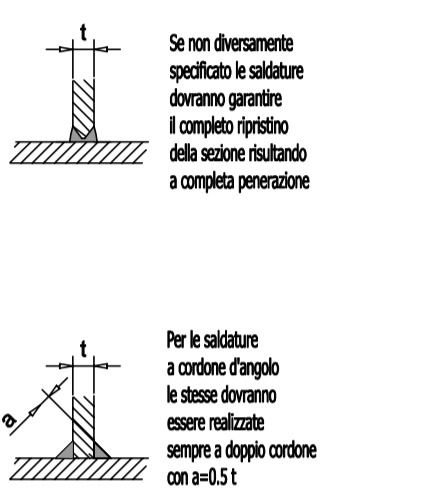 t
Se non diversamente
specificato le saldature
dovranno garantire
il completo ripristino
della sezione risultando
a completa penerazione
t
a
Per le saldature
a cordone d'angolo
le stesse dovranno
essere realizzate
sempre a doppio cordone
con a=0.5 t